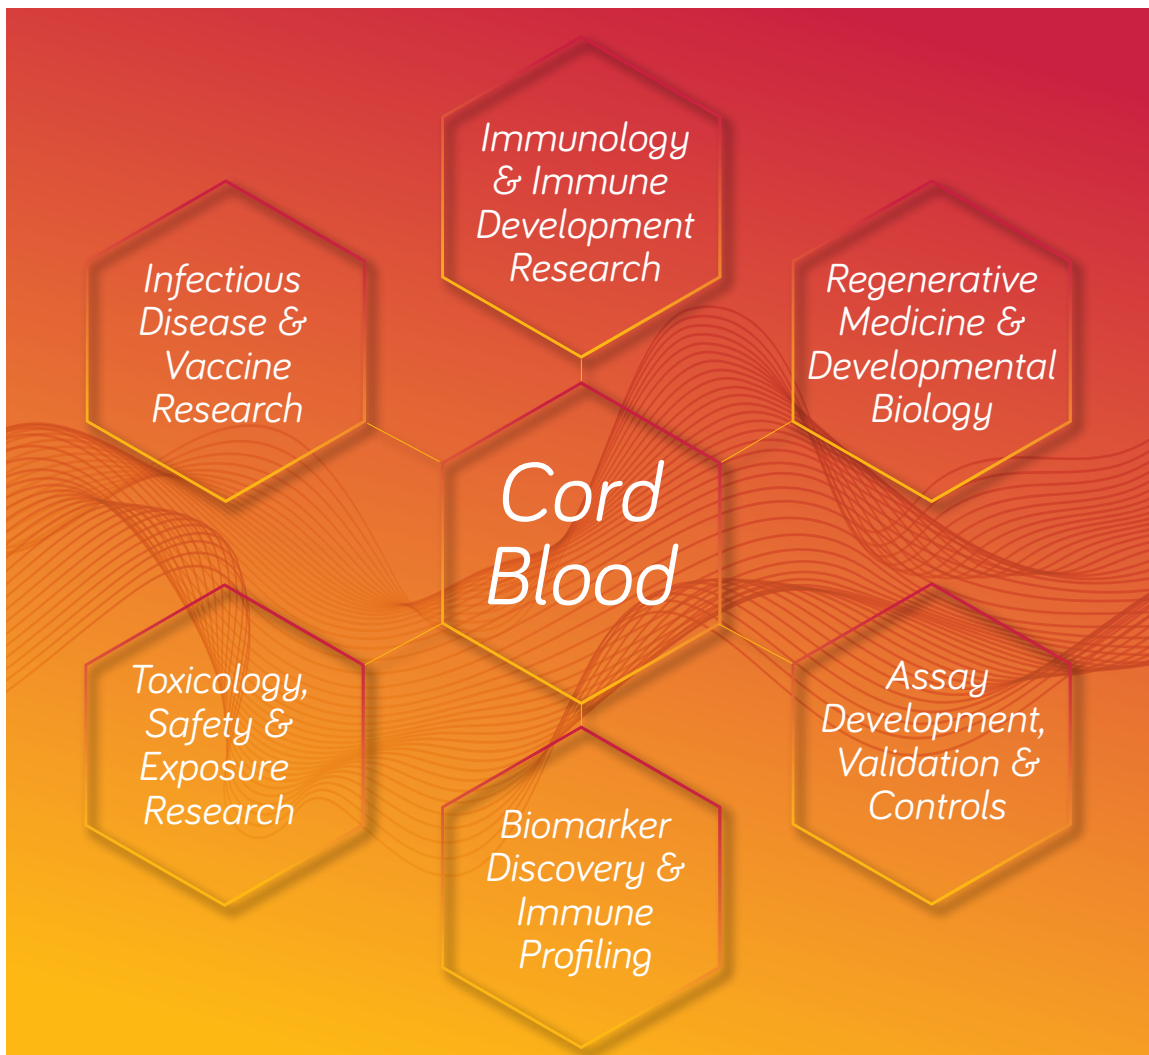 Immunology
& Immune
Development
Research
Infectious
Disease &
Vaccine
Research
Regenerative
Medicine &
Developmental
Biology
Cord
Blood
Toxicology,
Safety &
Exposure
Research
Assay
Development,
Validation &
Controls
Biomarker
Discovery &
Immune
Profiling